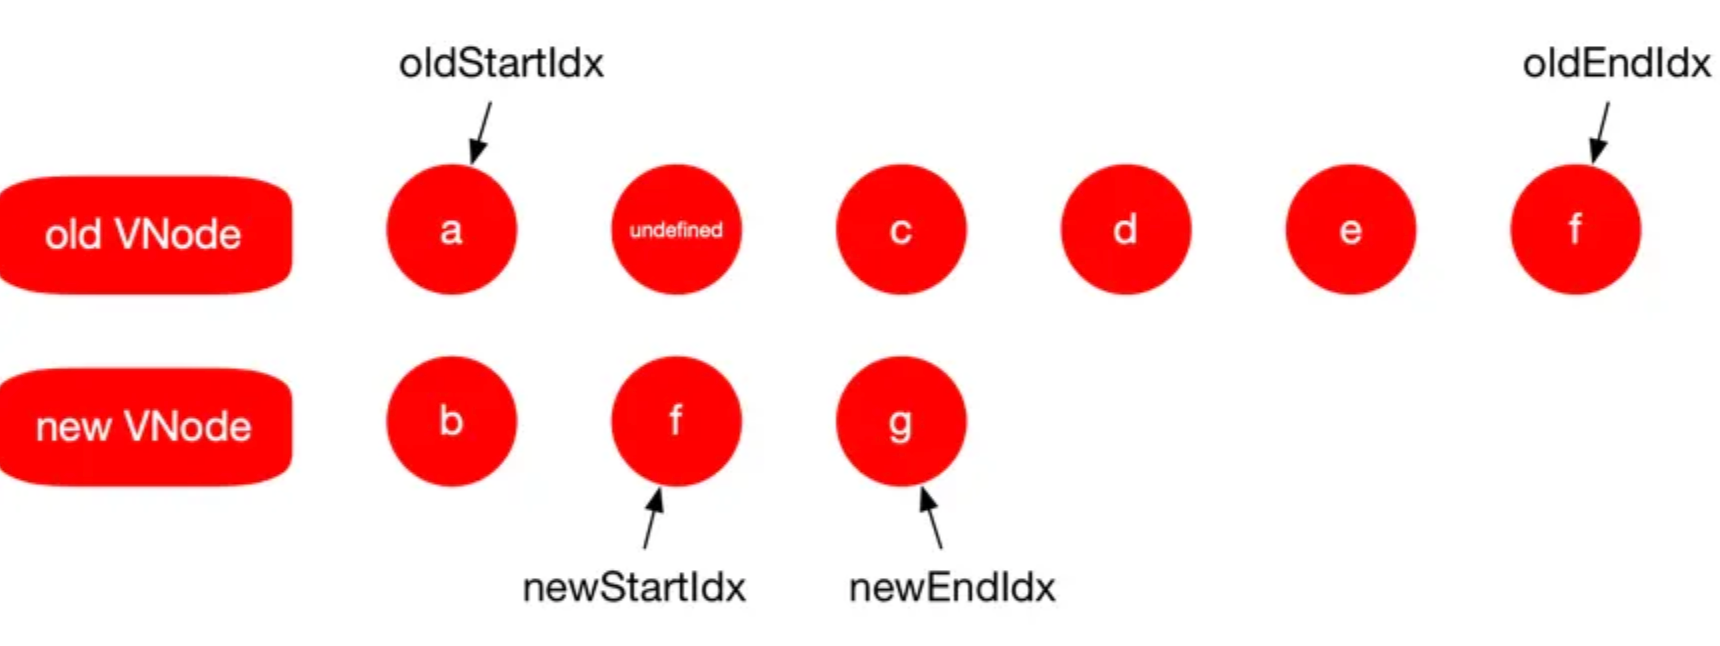 oldStartIdx oldEndIdx
old VNode a undefined c d e f
new VNode b f g
newStartIdx newEndIdx